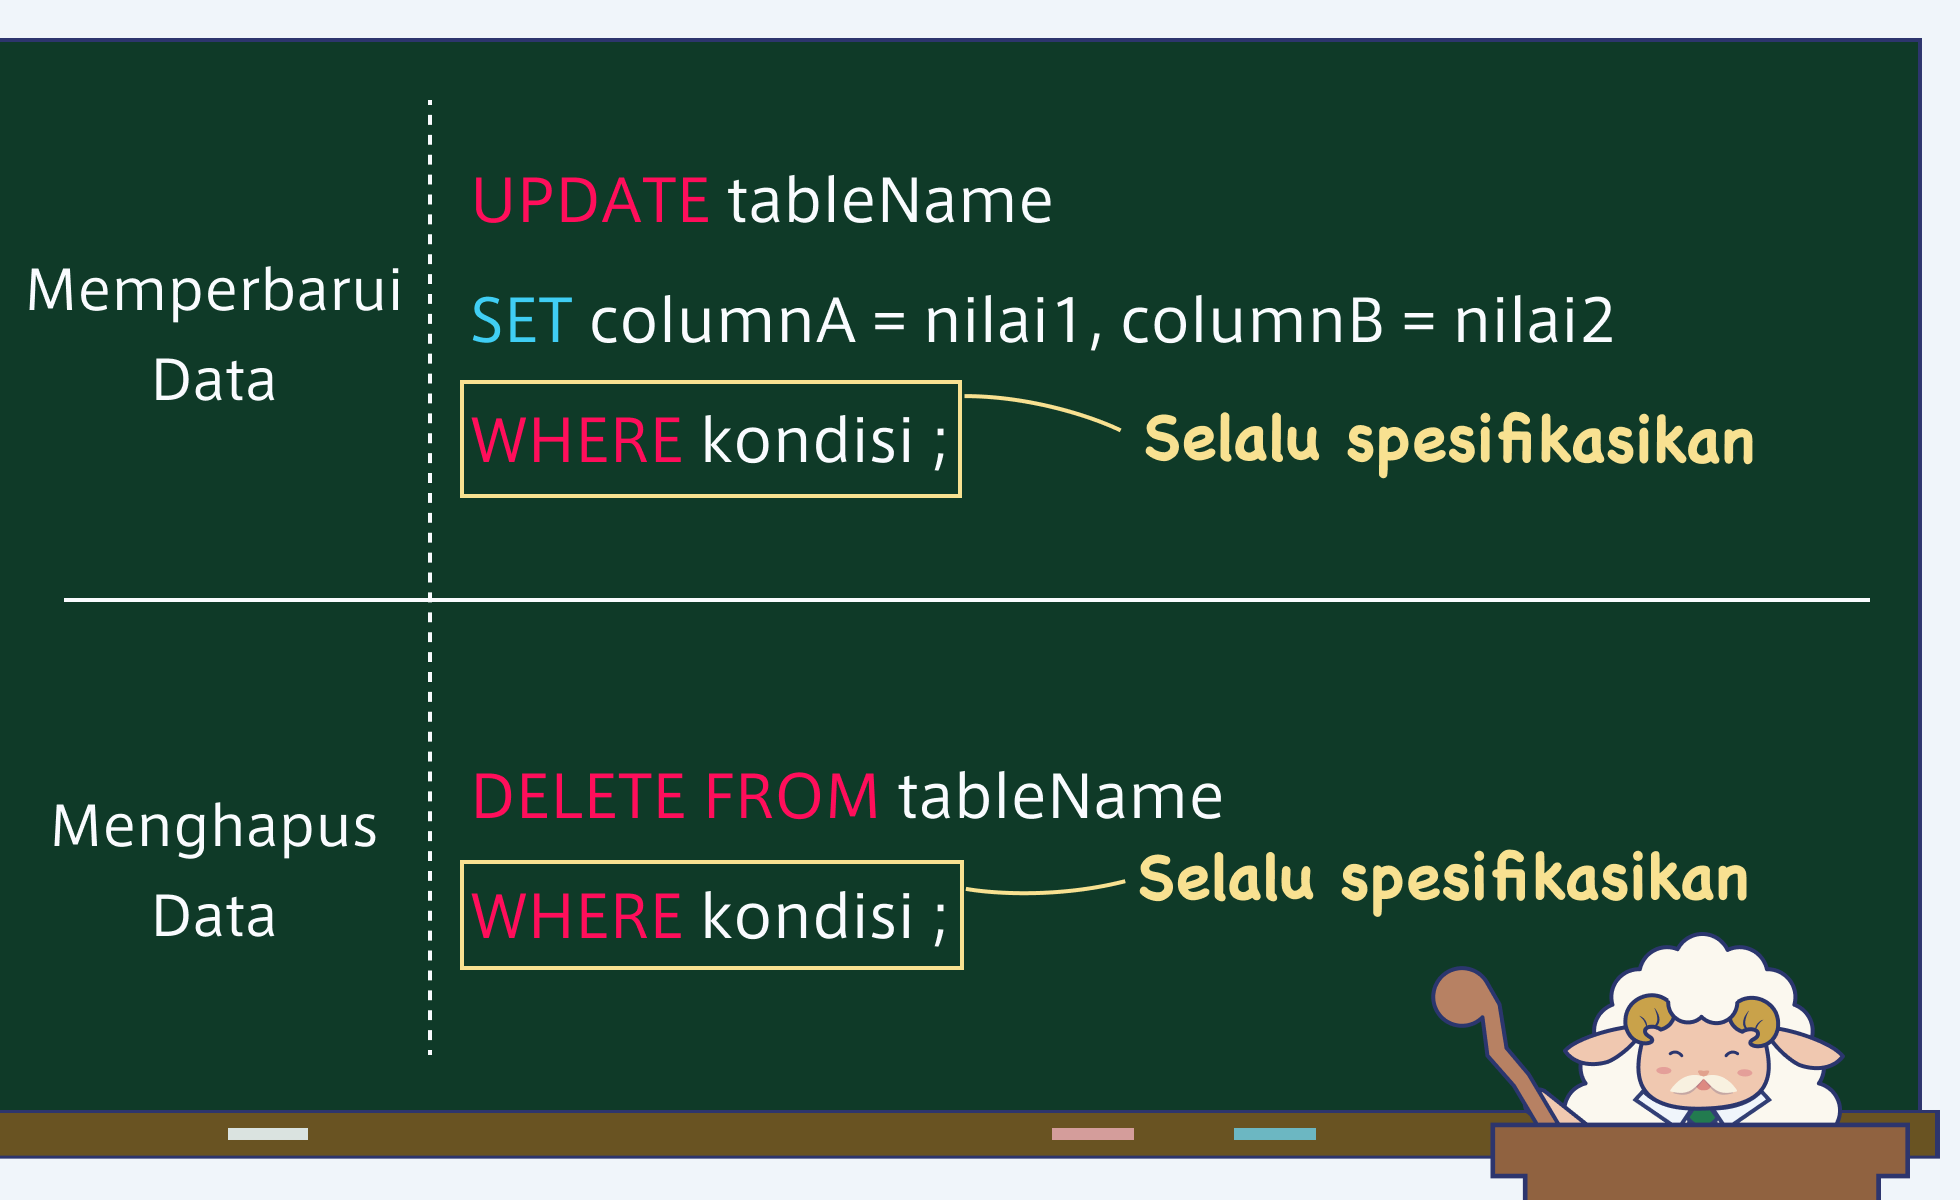 Memperbarui
Data
UPDATE tableName
SET columnA = nilai1, columnB = nilai2
WHERE kondisi ;
Selalu spesifikasikan
Menghapus
Data
DELETE FROM tableName
WHERE kondisi ;
Selalu spesifikasikan